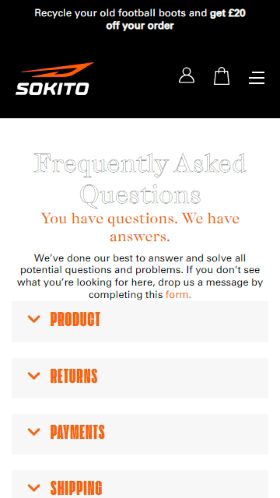 Recycle your old football boots and get £20
off your order
SOKITO
Frequently Asked
Questions
You have questions. We have
answers.
We've done our best to answer and solve all
potential questions and problems. If you don't see
what you're looking for here, drop us a message by
completing this form.
PRODUCT
RETURNS
PAYMENTS
SHIPPING